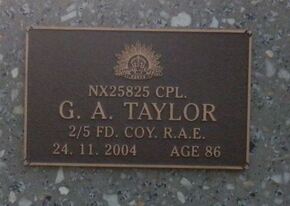 NX25825 CPL.
G. A. TAYLOR
2/5 FD. COY. R.A.E.
24. 11. 2004 AGE 86